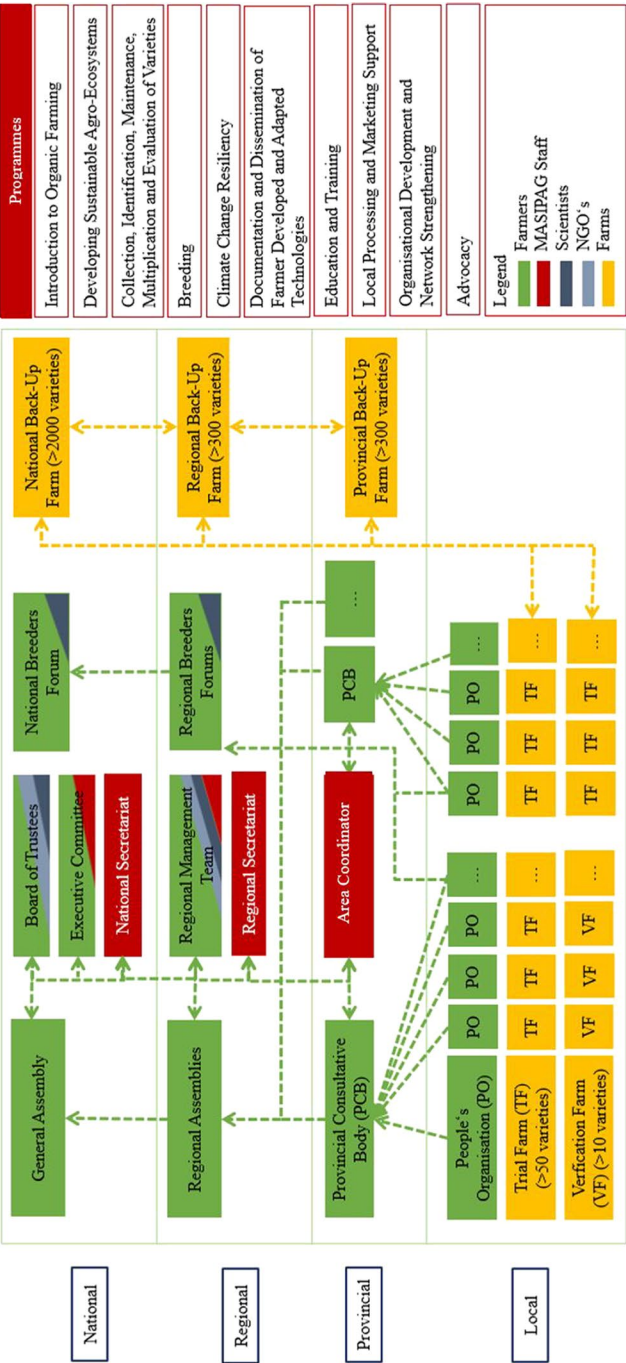 National
General Assembly
Board of Trustees
Executive Committee
National Secretariat
National Breeders
Forum
National Back-Up
Farm (>2000 varieties)
Regional
Regional Assemblies
Regional Management
Team
Regional Secretariat
Regional Breeders
Forums
Regional Back-Up
Farm (>300 varieties)
Provincial
Provincial Consultative
Body (PCB)
Area Coordinator
PCB
...
Provincial Back-Up
Farm (>300 varieties)
Local
People's
Organisation (PO)
PO
PO
PO
...
PO
PO
PO
...
Trial Farm (TF)
(>50 varieties)
TF
TF
TF
...
TF
TF
TF
...
Verfication Farm
(VF) (>10 varieties)
VF
VF
VF
...
TF
TF
TF
...
Programmes
Introduction to Organic Farming
Developing Sustainable Agro-Ecosystems
Collection, Identification, Maintenance,
Multiplication and Evaluation of Varieties
Breeding
Climate Change Resiliency
Documentation and Dissemination of
Farmer Developed and Adapted
Technologies
Education and Training
Local Processing and Marketing Support
Organisational Development and
Network Strengthening
Advocacy
Legend
Farmers
MASIPAG Staff
Scientists
NGO's
Farms